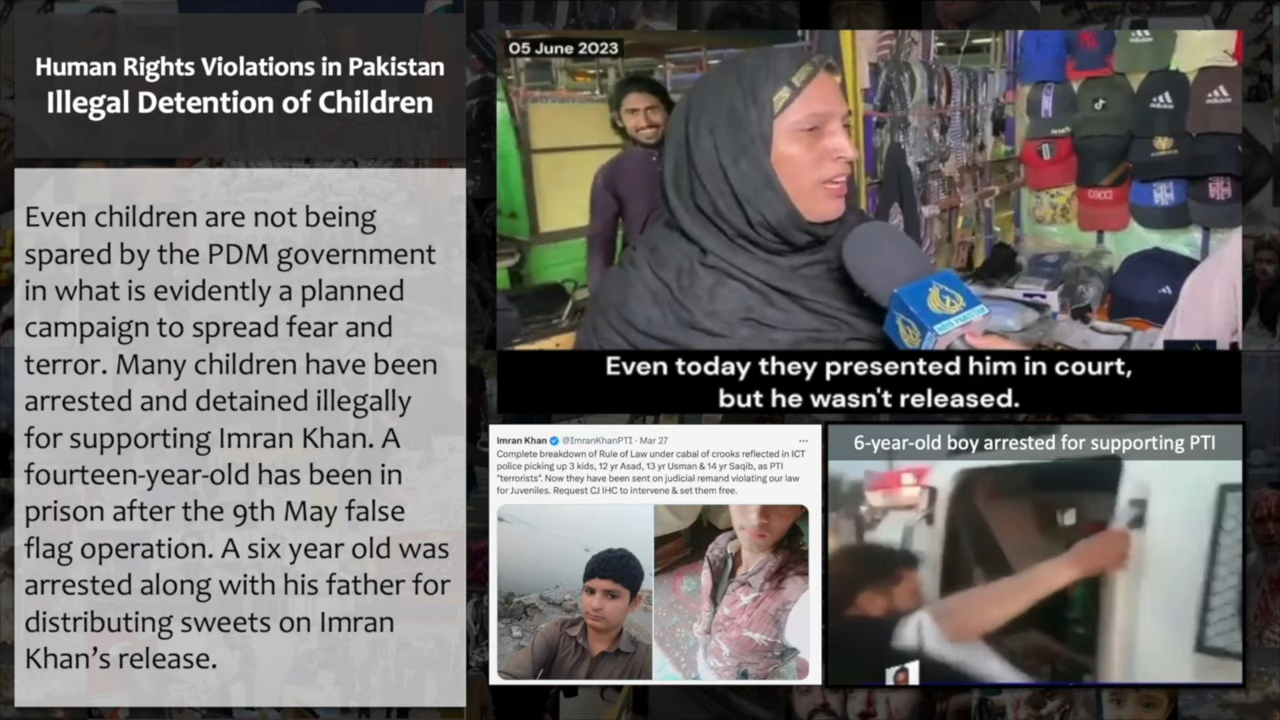 Human Rights Violations in Pakistan
Illegal Detention of Children
Even children are not being
spared by the PDM government
in what is evidently a planned
campaign to spread fear and
terror. Many children have been
arrested and detained illegally
for supporting Imran Khan. A
fourteen-year-old has been in
prison after the 9th May false
flag operation. A six year old was
arrested along with his father for
distributing sweets on Imran
Khan’s release.
05 June 2023
GUCCI
Even today they presented him in court,
but he wasn't released.
Imran Khan @ImranKhanPTI · Mar 27
Complete breakdown of Rule of Law under cabal of crooks reflected in ICT
police picking up 3 kids, 12 yr Asad, 13 yr Usman & 14 yr Saqib, as PTI
"terrorists". Now they have been sent on judicial remand violating our law
for Juveniles. Request CJ IHC to intervene & set them free.
6-year-old boy arrested for supporting PTI